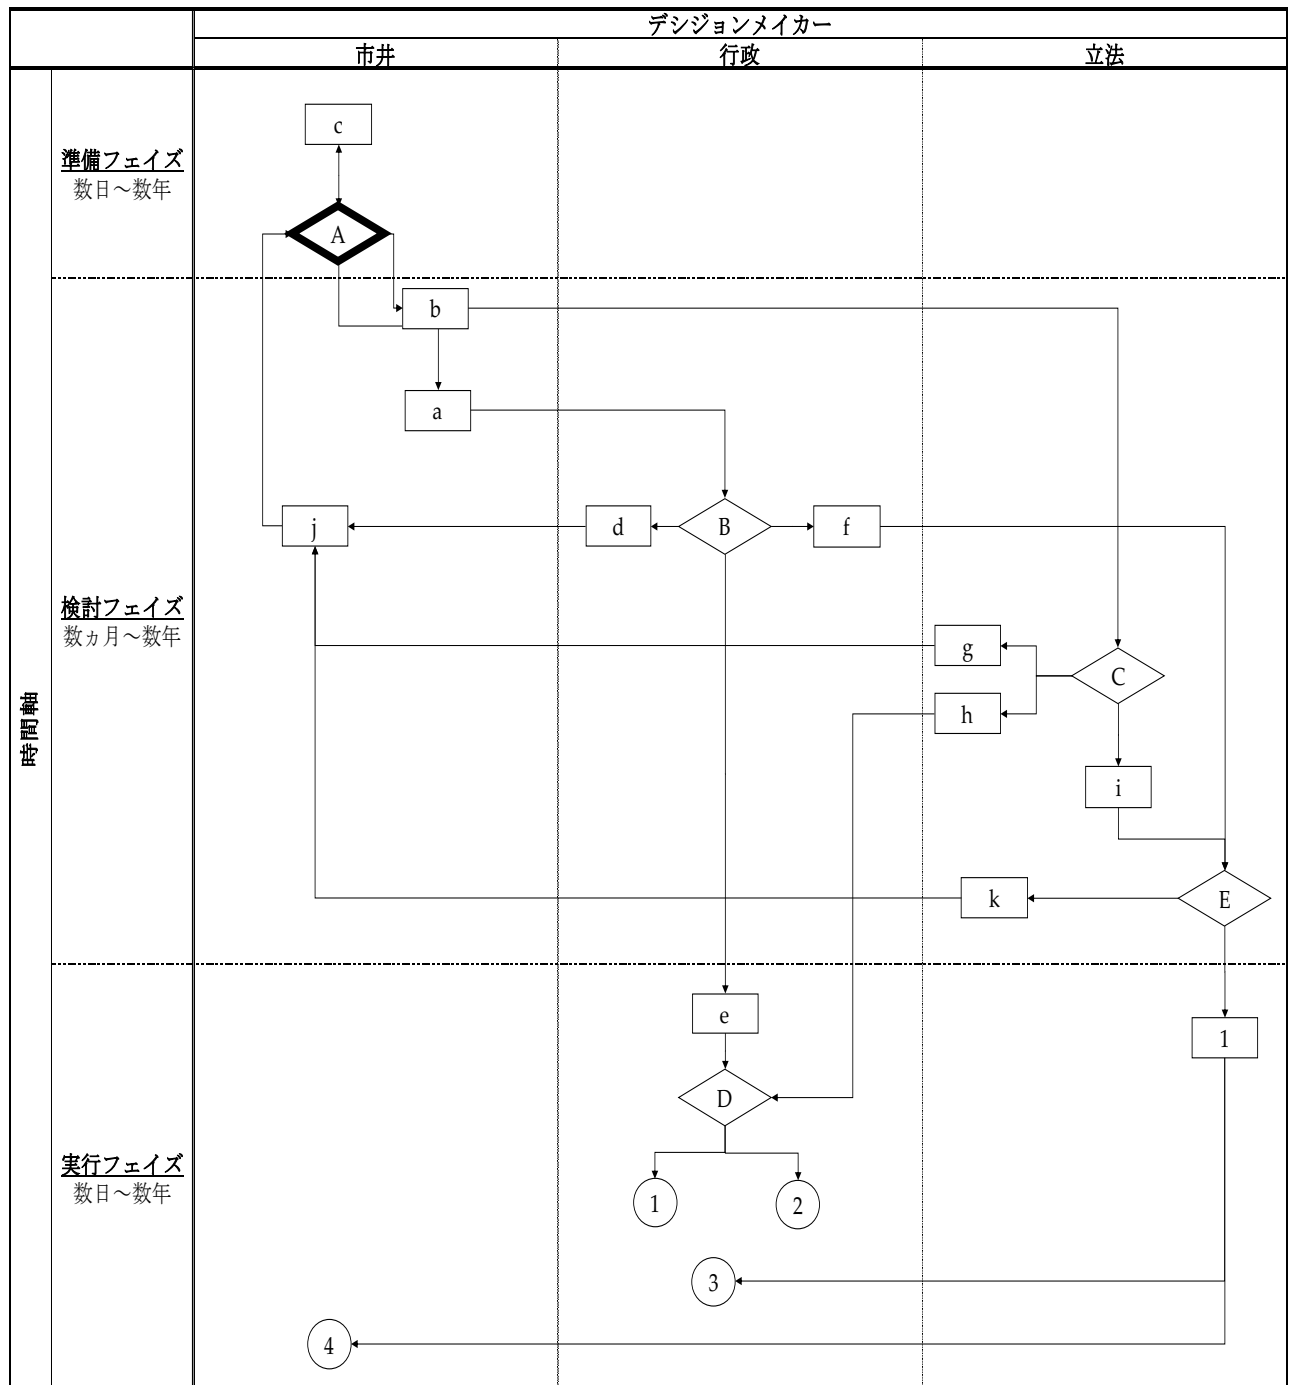 デシジョンメイカー
市井 行政 立法
時間軸
準備フェイズ
数日～数年
c
A
検討フェイズ
数ヵ月～数年
b
a
j d B f
g
C
h
i
k E
実行フェイズ
数日～数年
e
1
D
1 2
3
4